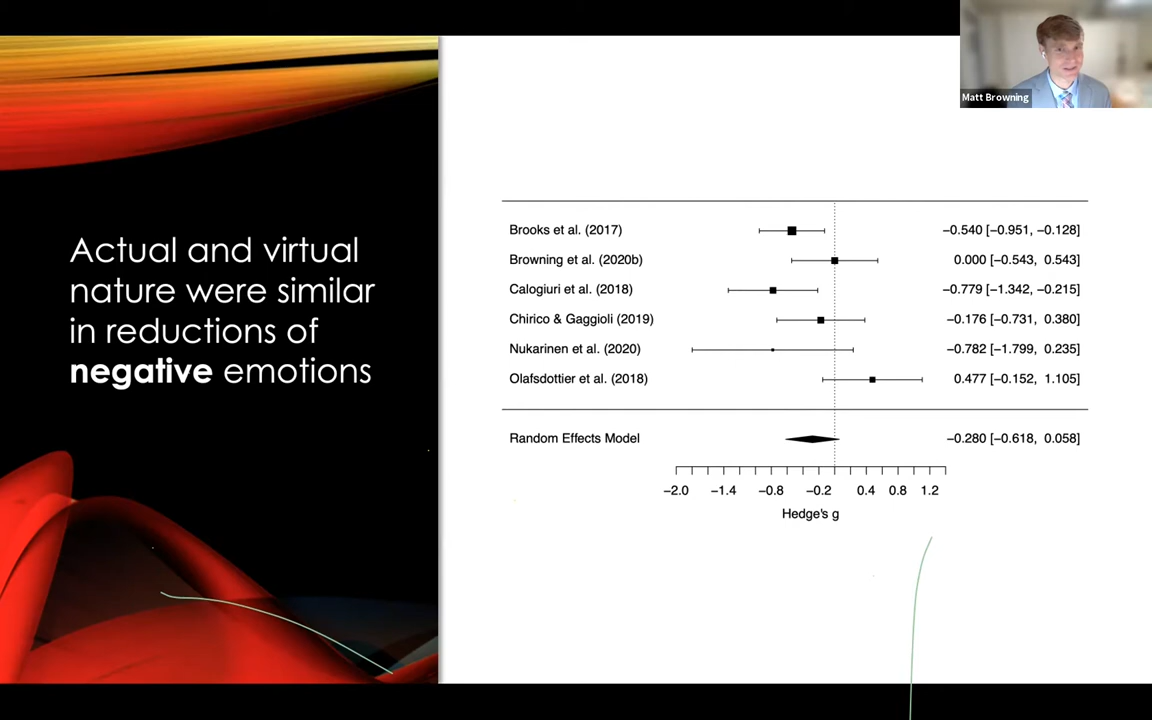 Matt Browning
Actual and virtual
nature were similar
in reductions of
negative emotions
Brooks et al. (2017) −0.540 [−0.951, −0.128]
Browning et al. (2020b) 0.000 [−0.543, 0.543]
Calogiuri et al. (2018) −0.779 [−1.342, −0.215]
Chirico & Gaggioli (2019) −0.176 [−0.731, 0.380]
Nukarinen et al. (2020) −0.782 [−1.799, 0.235]
Olafsdottier et al. (2018) 0.477 [−0.152, 1.105]
Random Effects Model −0.280 [−0.618, 0.058]
−2.0 −1.4 −0.8 −0.2 0.4 0.8 1.2
Hedge's g